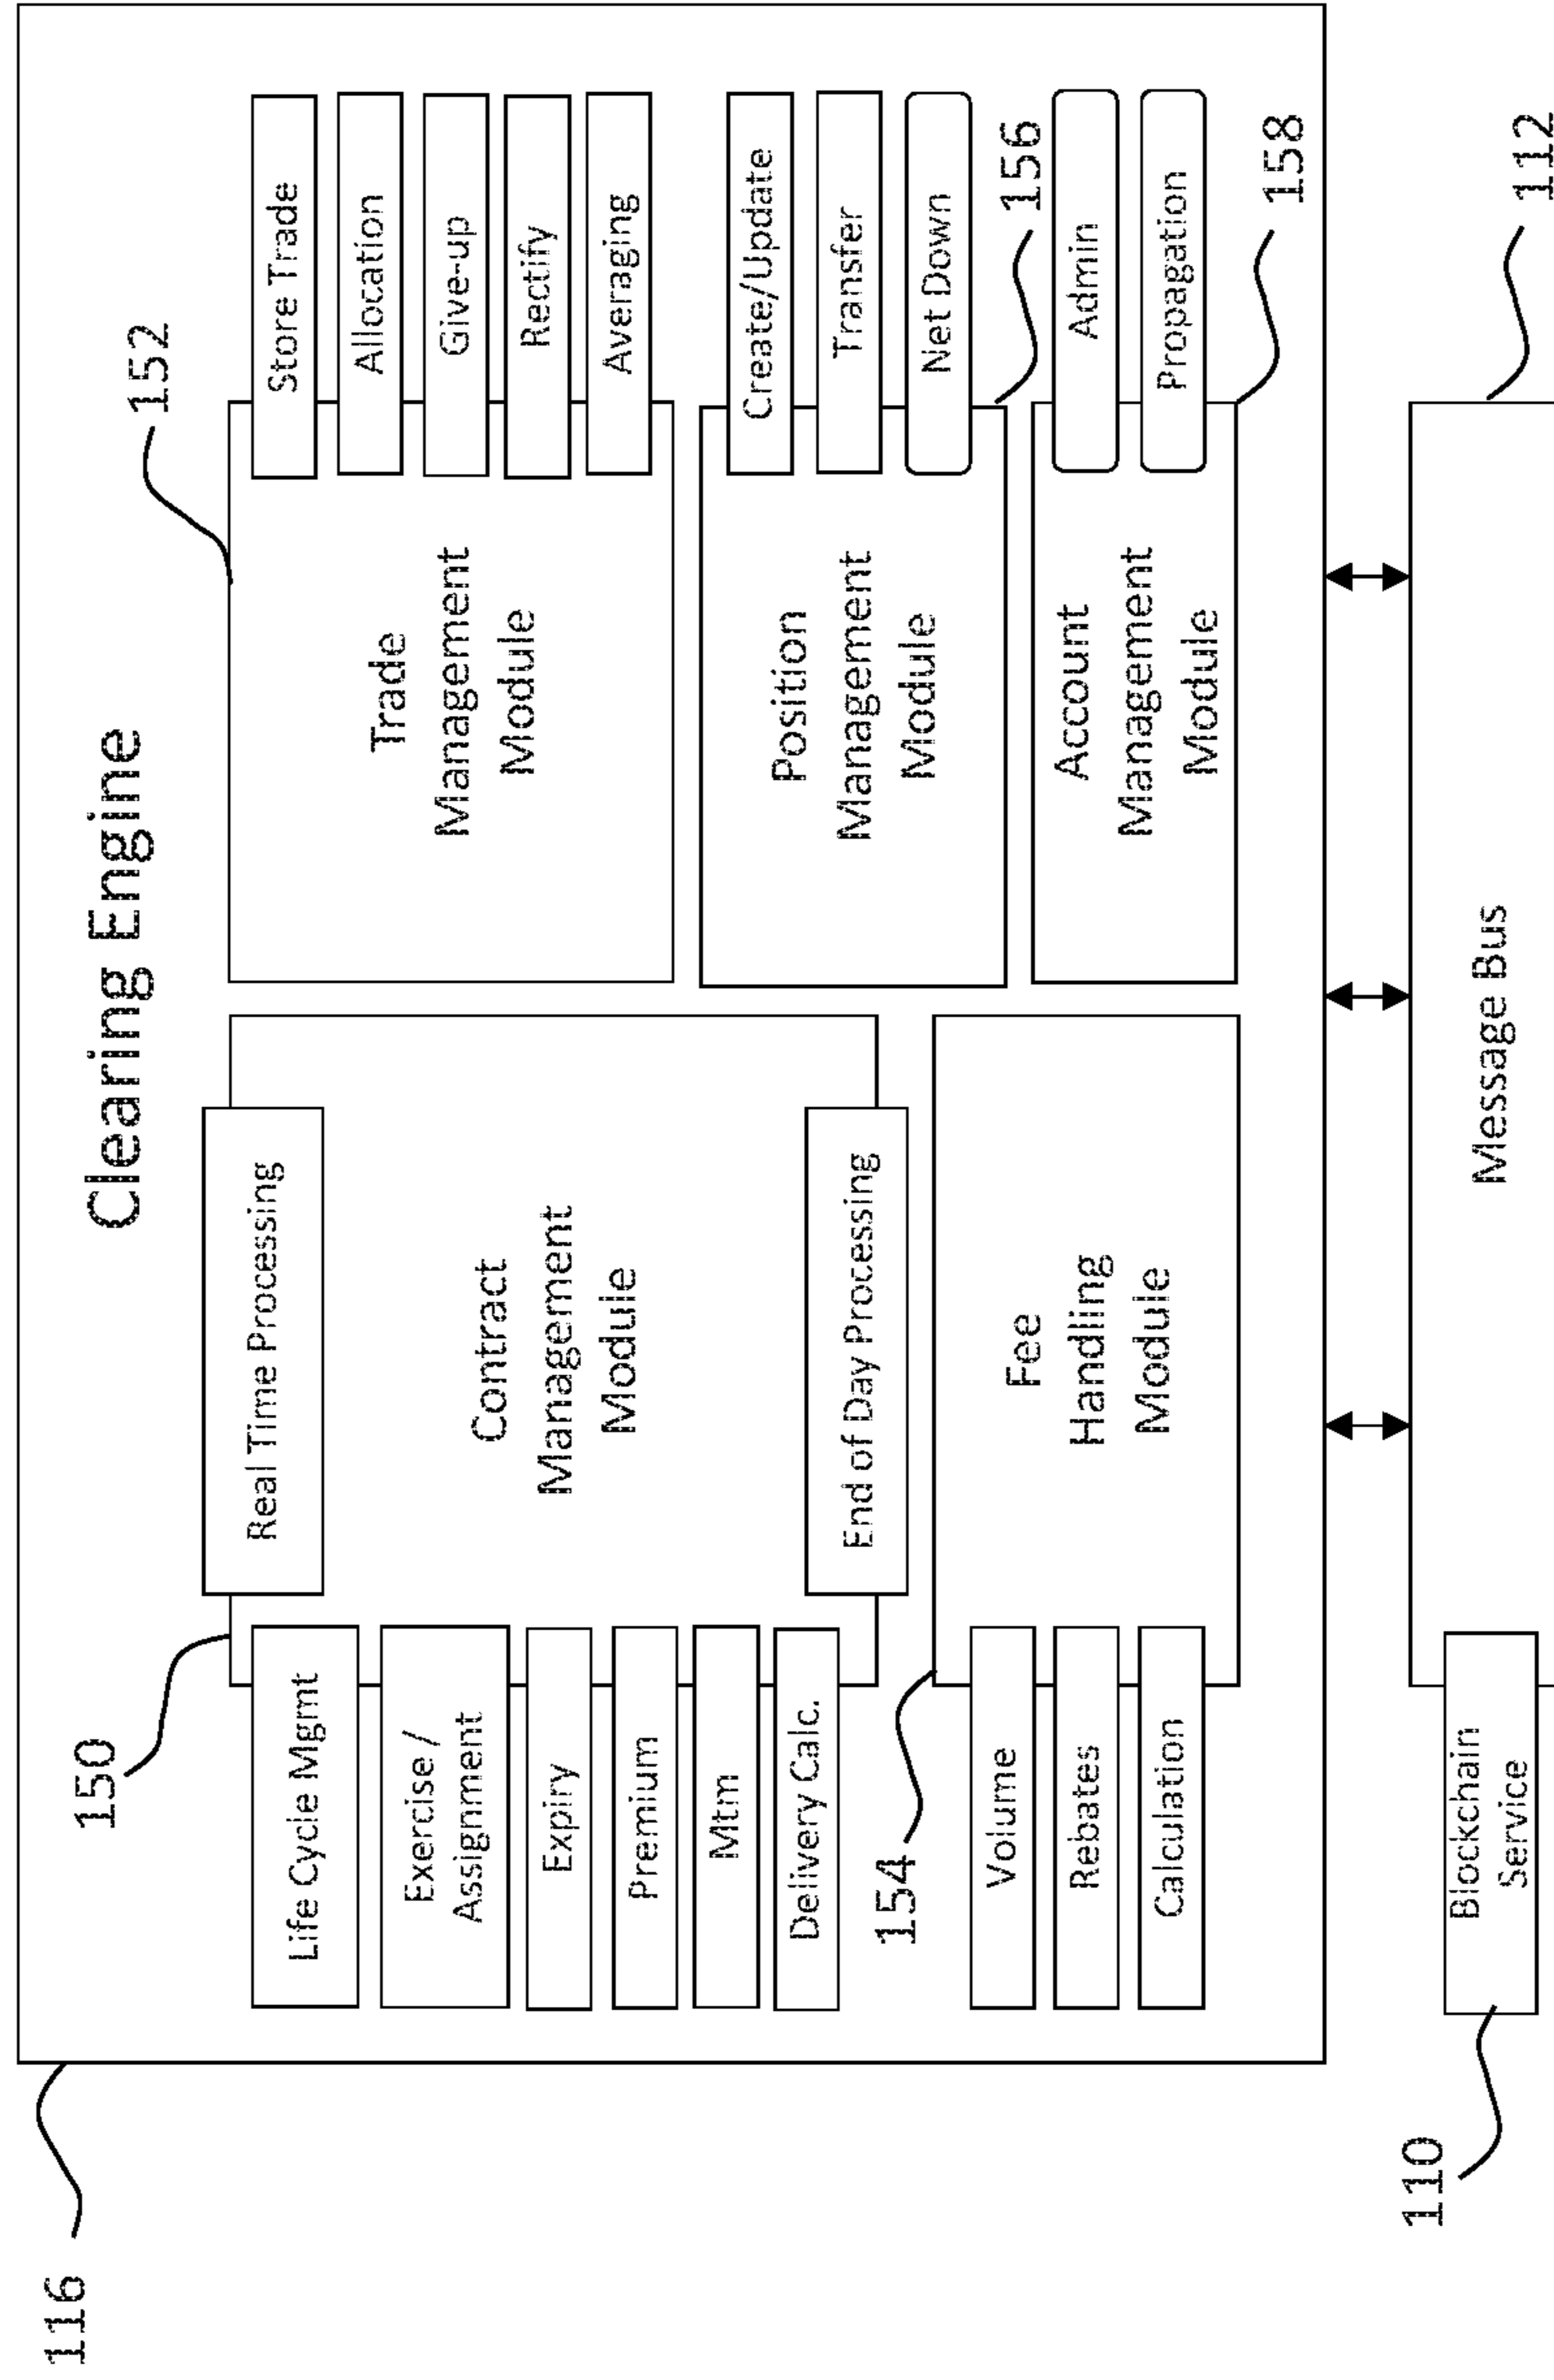 116
Clearing Engine
150
Real Time Processing
Life Cycle Mgmt
Exercise /
Assignment
Expiry
Premium
Mtm
Delivery Calc.
Contract
Management
Module
End of Day Processing
154
Volume
Rebates
Calculation
Fee
Handling
Module
152
Trade
Management
Module
Store Trade
Allocation
Give-up
Rectify
Averaging
Position
Management
Module
Create/Update
Transfer
Net Down
156
Account
Management
Module
Admin
Propagation
158
110
Blockchain
Service
Message Bus
112